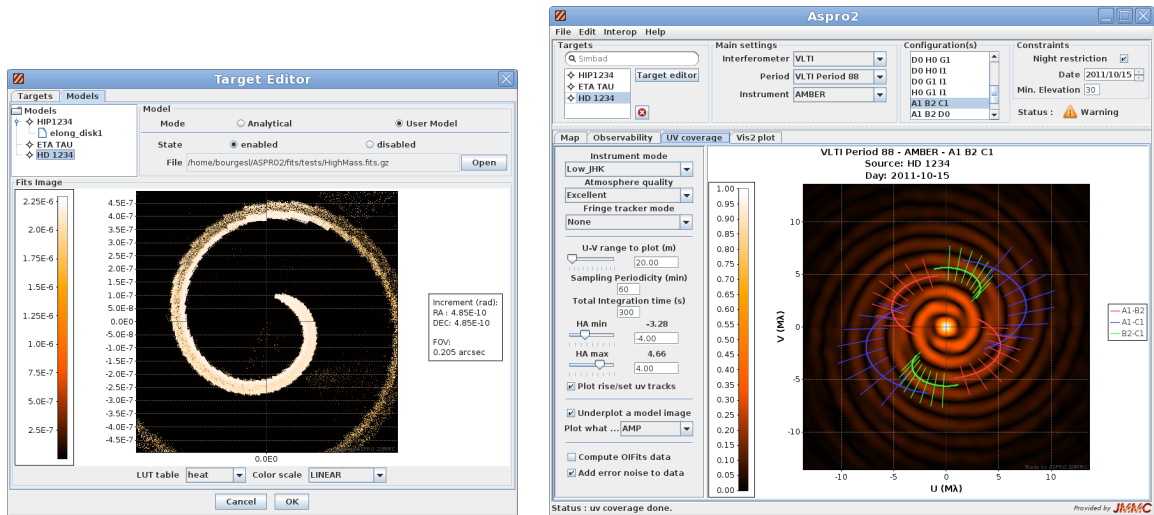 Target Editor
Targets Models
Models
HIP1234
elong_disk1
ETA TAU
HD 1234
Model
Mode Analytical User Model
State enabled disabled
File /home/bourgesl/ASPRO2/fits/tests/HighMass.fits.gz Open
Fits Image
2.25E-6
2.0E-6
1.75E-6
1.5E-6
1.25E-6
1.0E-6
7.5E-7
5.0E-7
2.5E-7
4.5E-7
4.0E-7
3.5E-7
3.0E-7
2.5E-7
2.0E-7
1.5E-7
1.0E-7
5.0E-8
0.0E0
-5.0E-8
-1.0E-7
-1.5E-7
-2.0E-7
-2.5E-7
-3.0E-7
-3.5E-7
-4.0E-7
-4.5E-7
0.0E0
Increment (rad):
RA : 4.85E-10
DEC: 4.85E-10
FOV:
0.205 arcsec
LUT table heat Color scale LINEAR
Cancel OK
Aspro2
File Edit Interop Help
Targets
Simbad
HIP1234
ETA TAU
HD 1234
Target editor
Main settings
Interferometer VLTI
Period VLTI Period 88
Instrument AMBER
Configuration(s)
D0 H0 G1
D0 H0 I1
D0 G1 I1
H0 G1 I1
A1 B2 C1
A1 B2 D0
Constraints
Night restriction
Date 2011/10/15
Min. Elevation 30
Status : Warning
Map Observability UV coverage Vis2 plot
Instrument mode
Low_JHK
Atmosphere quality
Excellent
Fringe tracker mode
None
U-V range to plot (m)
20.00
Sampling Periodicity (min)
60
Total Integration time (s)
300
HA min -3.28
-4.00
HA max 4.66
4.00
Plot rise/set uv tracks
Underplot a model image
Plot what ... AMP
Compute OIFits data
Add error noise to data
VLTI Period 88 - AMBER - A1 B2 C1
Source: HD 1234
Day: 2011-10-15
1.00
0.95
0.90
0.85
0.80
0.75
0.70
0.65
0.60
0.55
0.50
0.45
0.40
0.35
0.30
0.25
0.20
0.15
0.10
0.05
0.00
V (Mλ)
10
5
0
-5
-10
-10 -5 0 5 10
U (Mλ)
A1-B2
A1-C1
B2-C1
Made by ASPRO 2/JMMC
Status : uv coverage done.
Provided by JMMC